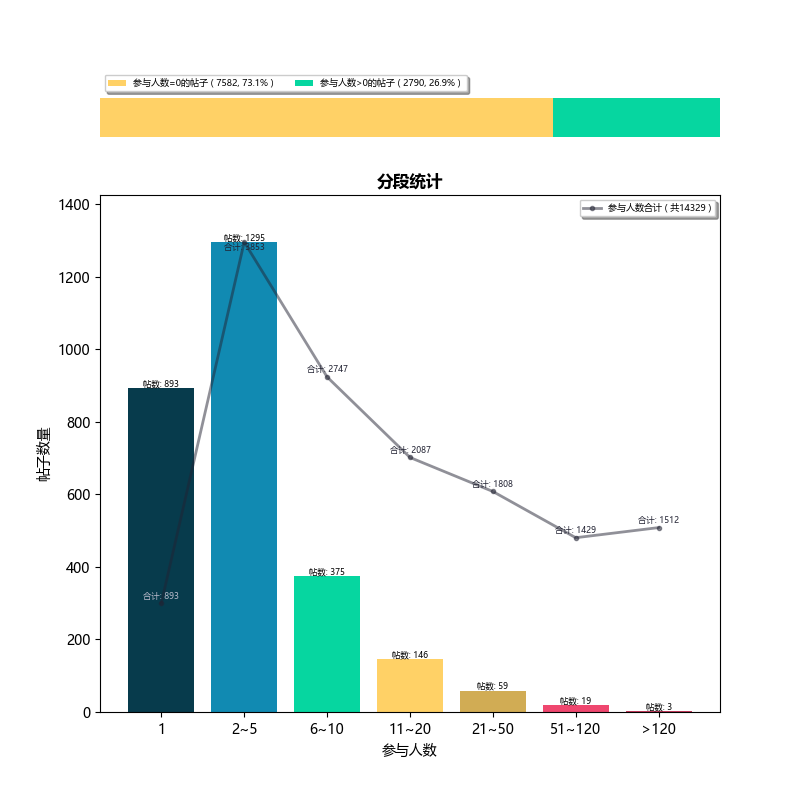 参与人数=0的帖子 ( 7582, 73.1% ) 参与人数>0的帖子 ( 2790, 26.9% )
分段统计
参与人数合计 ( 共14329 )
1400
1200
1000
800
600
400
200
0
帖子数量
帖数: 893
帖数: 1295
帖数: 375
帖数: 146
帖数: 59
帖数: 19
帖数: 3
合计: 893
合计: 3853
合计: 2747
合计: 2087
合计: 1808
合计: 1429
合计: 1512
1 2~5 6~10 11~20 21~50 51~120 >120
参与人数